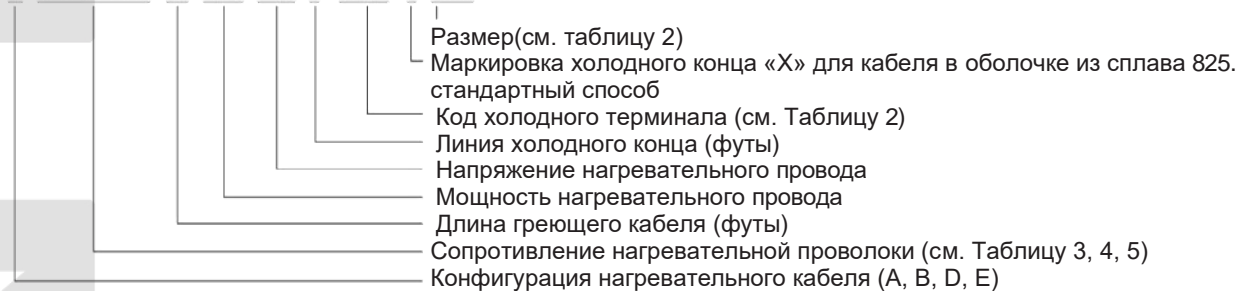 Размер(см. таблицу 2)
Маркировка холодного конца «X» для кабеля в оболочке из сплава 825.
стандартный способ
Код холодного терминала (см. Таблицу 2)
Линия холодного конца (футы)
Напряжение нагревательного провода
Мощность нагревательного провода
Длина греющего кабеля (футы)
Сопротивление нагревательной проволоки (см. Таблицу 3, 4, 5)
Конфигурация нагревательного кабеля (A, B, D, E)